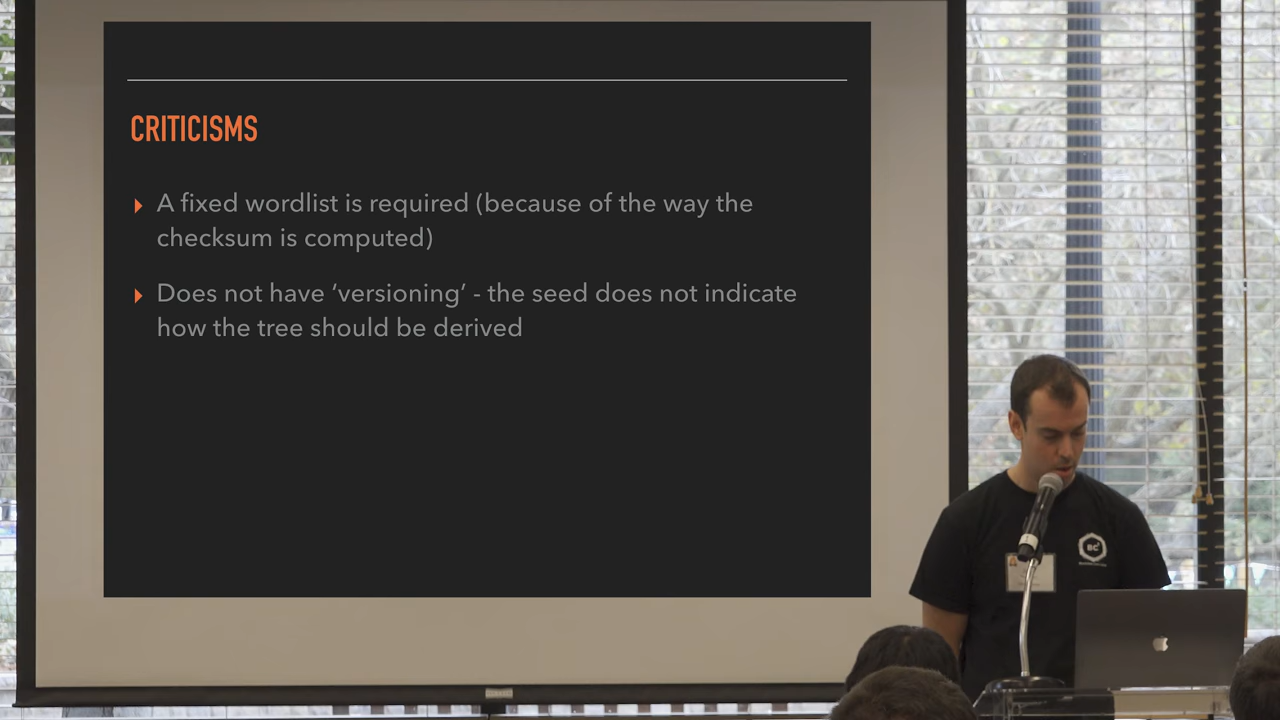 CRITICISMS
A fixed wordlist is required (because of the way the
checksum is computed)
Does not have ‘versioning’ - the seed does not indicate
how the tree should be derived
BC²